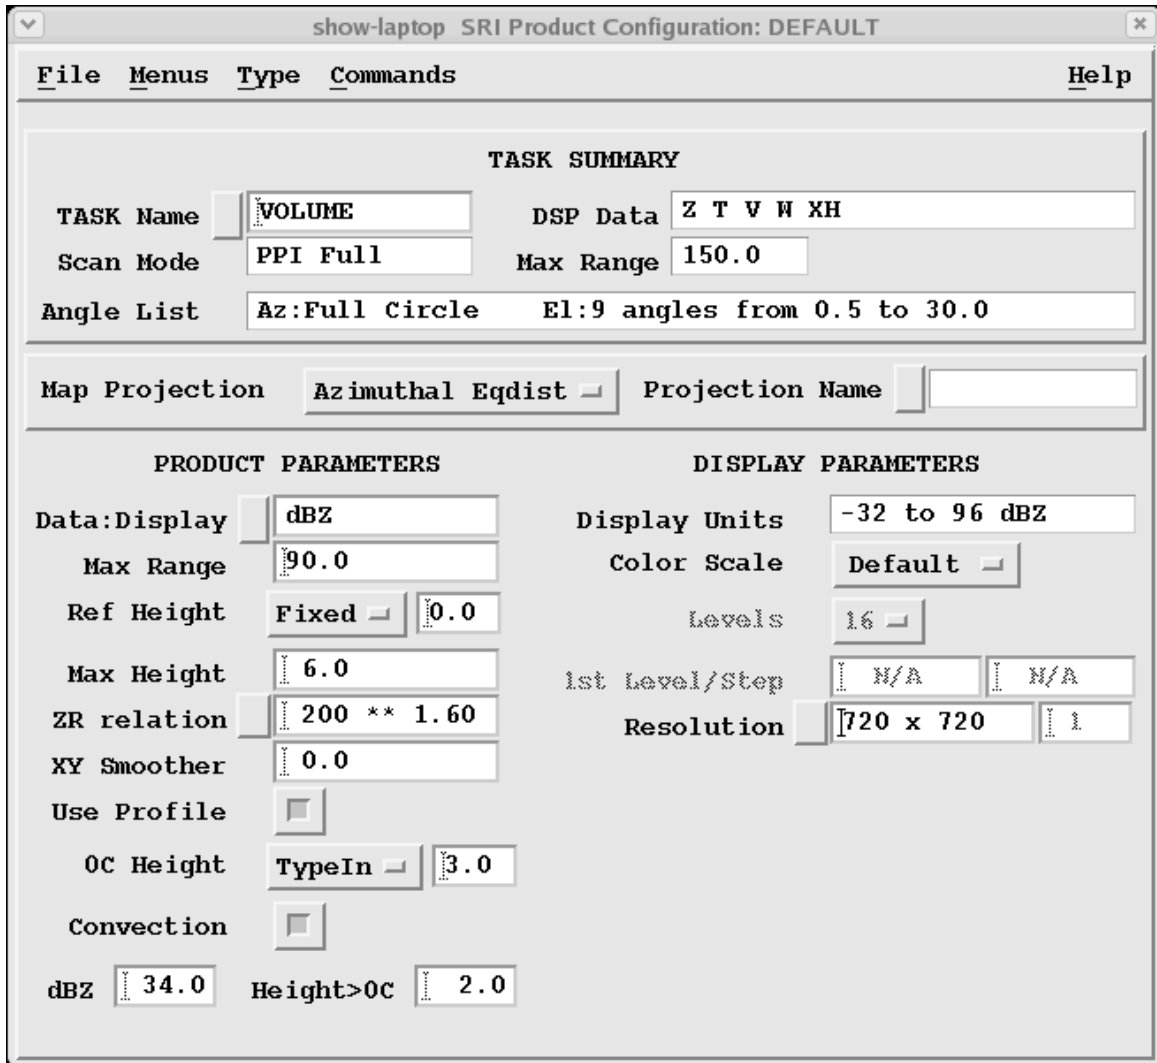 show-laptop SRI Product Configuration: DEFAULT
File Menus Type Commands Help
TASK SUMMARY
TASK Name VOLUME DSP Data Z T V W XH
Scan Mode PPI Full Max Range 150.0
Angle List Az:Full Circle El:9 angles from 0.5 to 30.0
Map Projection Azimuthal Eqdist Projection Name
PRODUCT PARAMETERS DISPLAY PARAMETERS
Data:Display dBZ Display Units -32 to 96 dBZ
Max Range 90.0 Color Scale Default
Ref Height Fixed 0.0 Levels 16
Max Height 6.0 1st Level/Step N/A N/A
ZR relation 200 ** 1.60 Resolution 720 x 720 1
XY Smoother 0.0
Use Profile
0C Height TypeIn 3.0
Convection
dBZ 34.0 Height>0C 2.0